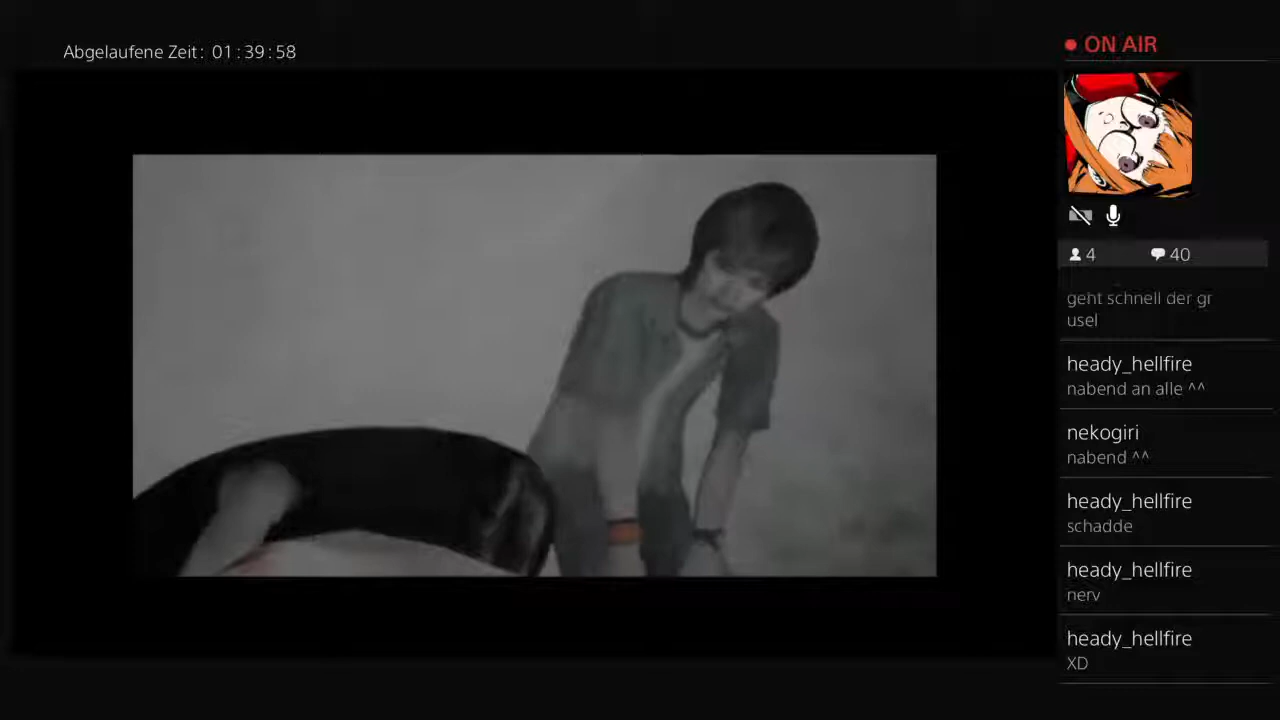 Abgelaufene Zeit: 01:39:58
ON AIR
4 40
geht schnell der gr
usel
heady_hellfire
nabend an alle ^^
nekogiri
nabend ^^
heady_hellfire
schadde
heady_hellfire
nerv
heady_hellfire
XD